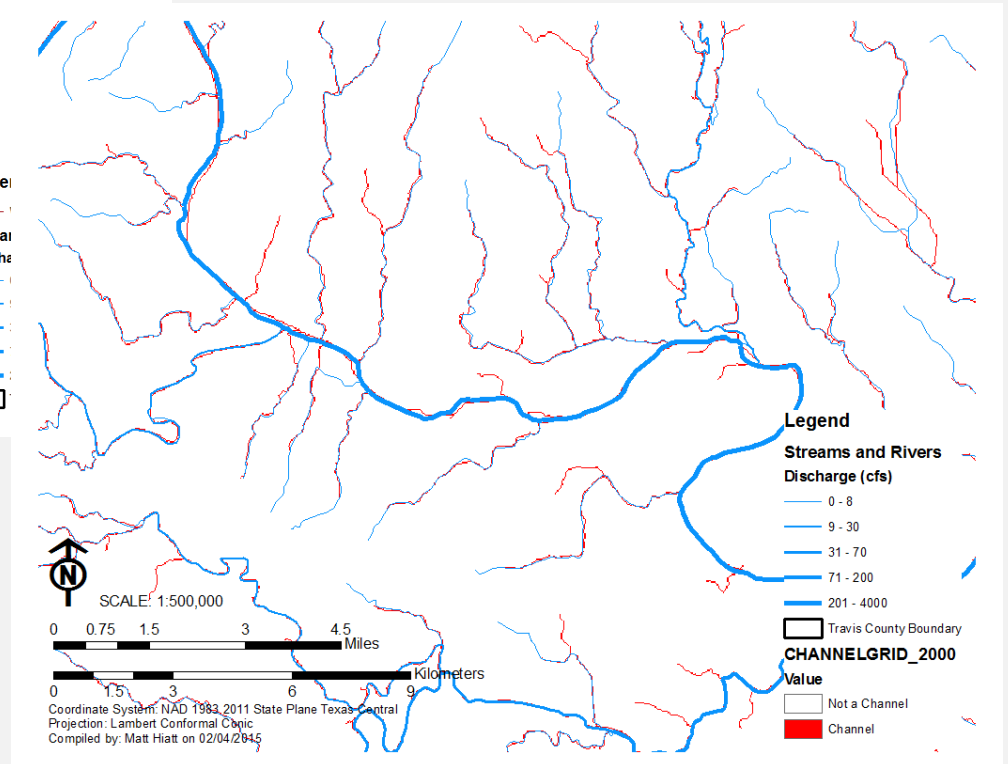 er
ar
ha
Legend
Streams and Rivers
Discharge (cfs)
0 - 8
9 - 30
31 - 70
71 - 200
201 - 4000
Travis County Boundary
CHANNELGRID_2000
Value
Not a Channel
Channel
N
SCALE: 1:500,000
0 0.75 1.5 3 4.5
Miles
Kilometers
0 1.5 3 6 9
Coordinate System: NAD 1983 2011 State Plane Texas Central
Projection: Lambert Conformal Conic
Compiled by: Matt Hiatt on 02/04/2015